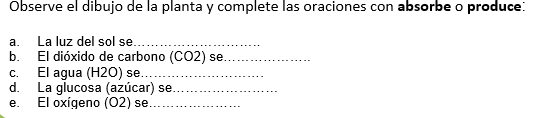 Observe el dibujo de la planta y complete las oraciones con absorbe o produce:
a. La luz del sol se..............................
b. El dióxido de carbono (CO2) se.....................
c. El agua (H2O) se............................
d. La glucosa (azúcar) se.........................
e. El oxígeno (O2) se.....................